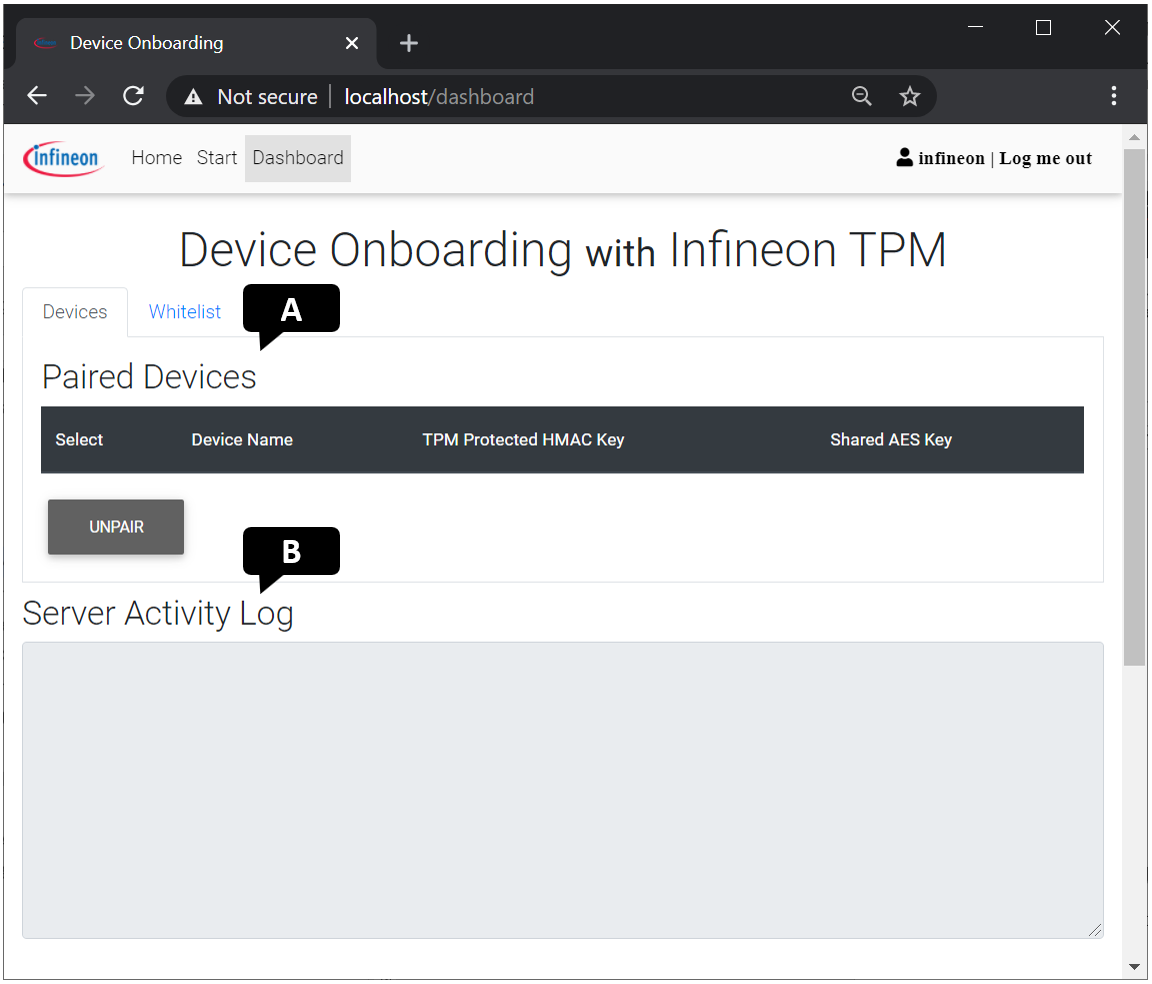 Device Onboarding
Not secure | localhost/dashboard
infineon Home Start Dashboard infineon | Log me out
Device Onboarding with Infineon TPM
Devices Whitelist A
Paired Devices
Select Device Name TPM Protected HMAC Key Shared AES Key
UNPAIR
B
Server Activity Log